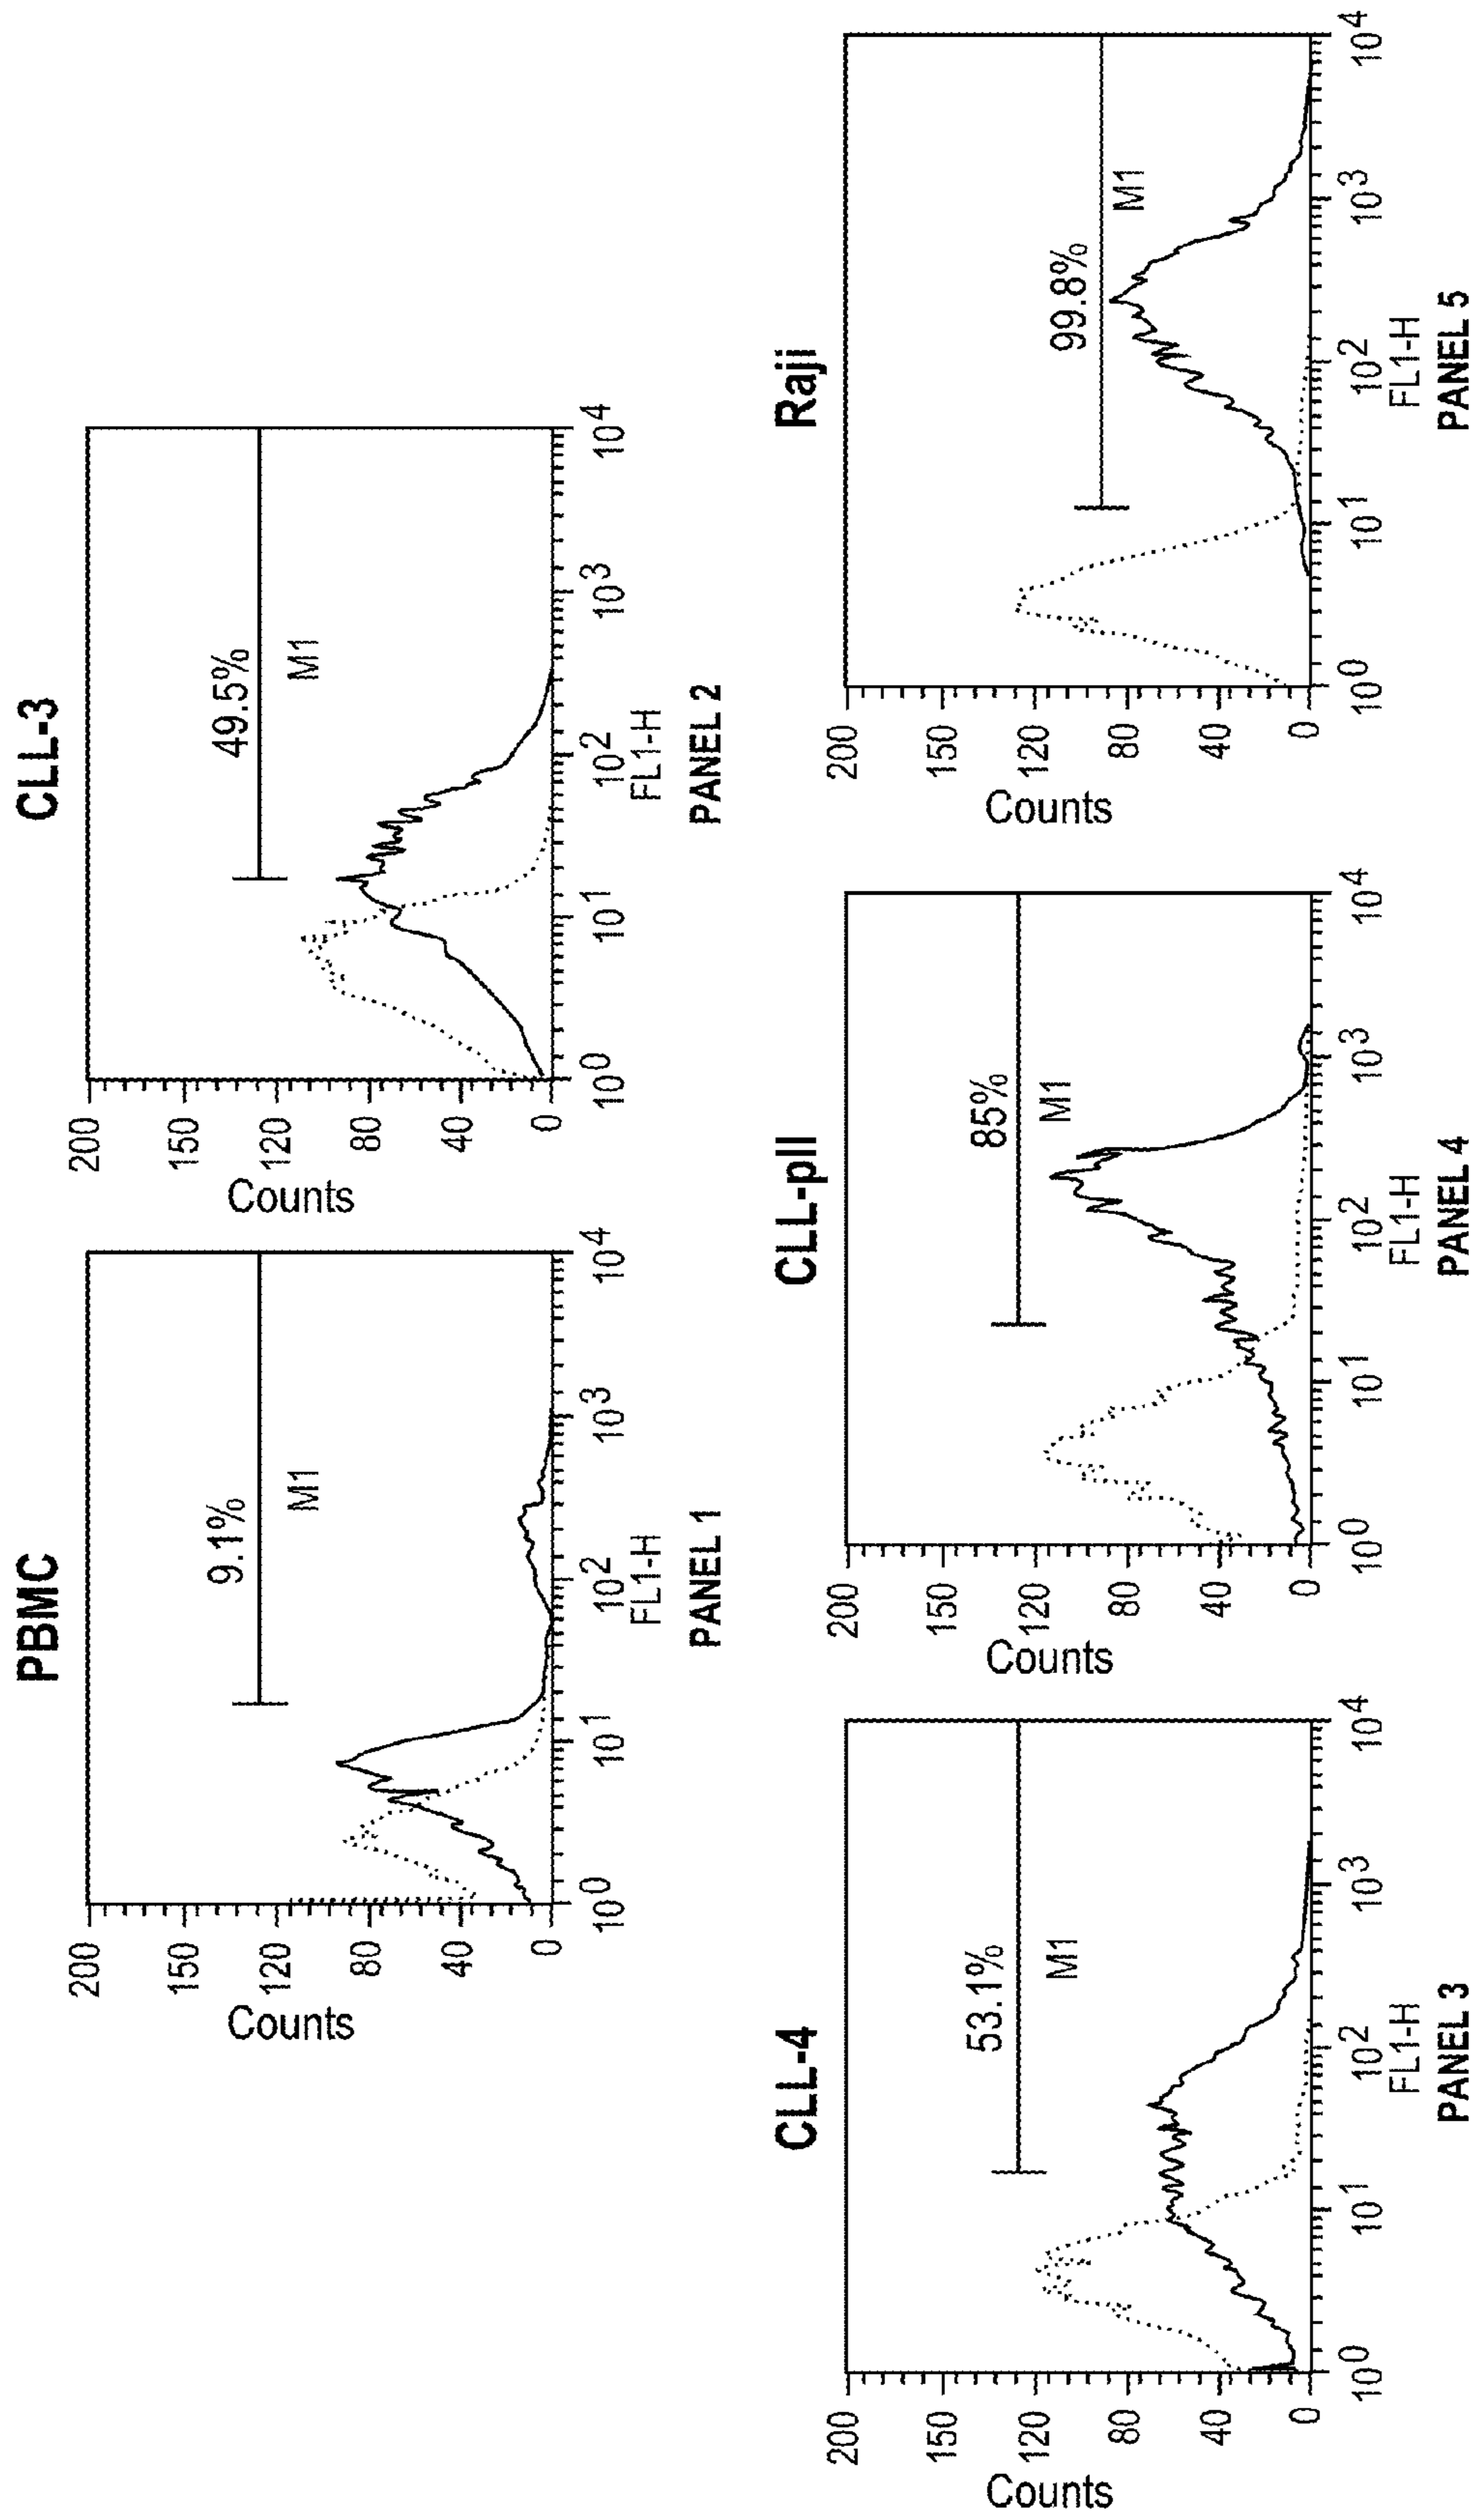 PBMC
200
150
120
80
40
0
Counts
9.1%
M1
10^0 10^1 10^2 10^3 10^4
FL1-H
PANEL 1
CLL-3
200
150
120
80
40
0
Counts
49.5%
M1
10^0 10^1 10^2 10^3 10^4
FL1-H
PANEL 2
CLL-4
200
150
120
80
40
0
Counts
53.1%
M1
10^0 10^1 10^2 10^3 10^4
FL1-H
PANEL 3
CLL-pll
200
150
120
80
40
0
Counts
85%
M1
10^0 10^1 10^2 10^3 10^4
FL1-H
PANEL 4
Raji
200
150
120
80
40
0
Counts
99.8%
M1
10^0 10^1 10^2 10^3 10^4
FL1-H
PANEL 5